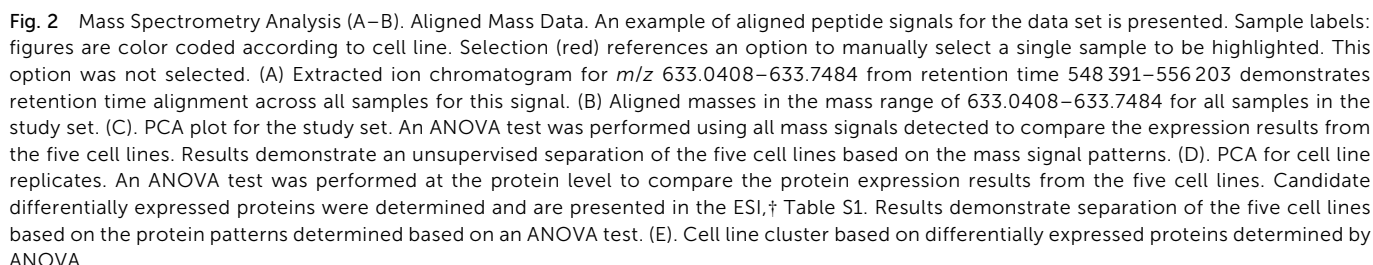 Fig. 2 Mass Spectrometry Analysis (A–B). Aligned Mass Data. An example of aligned peptide signals for the data set is presented. Sample labels:
figures are color coded according to cell line. Selection (red) references an option to manually select a single sample to be highlighted. This
option was not selected. (A) Extracted ion chromatogram for m/z 633.0408–633.7484 from retention time 548 391–556 203 demonstrates
retention time alignment across all samples for this signal. (B) Aligned masses in the mass range of 633.0408–633.7484 for all samples in the
study set. (C). PCA plot for the study set. An ANOVA test was performed using all mass signals detected to compare the expression results from
the five cell lines. Results demonstrate an unsupervised separation of the five cell lines based on the mass signal patterns. (D). PCA for cell line
replicates. An ANOVA test was performed at the protein level to compare the protein expression results from the five cell lines. Candidate
differentially expressed proteins were determined and are presented in the ESI,† Table S1. Results demonstrate separation of the five cell lines
based on the protein patterns determined based on an ANOVA test. (E). Cell line cluster based on differentially expressed proteins determined by
ANOVA